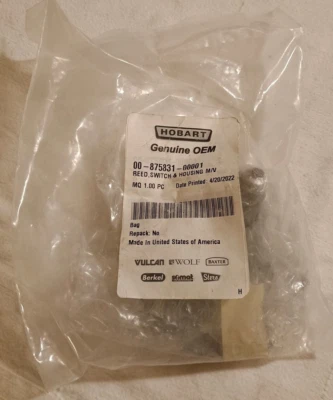 HOBART
Genuine OEM
00-875831-00001
REED,SWITCH & HOUSING M/W
MQ 1.00 PC Date Printed: 4/20/2022
Bag
Repack: No
Made in United States of America
VULCAN WOLF BAXTER
Berkel Stero
H